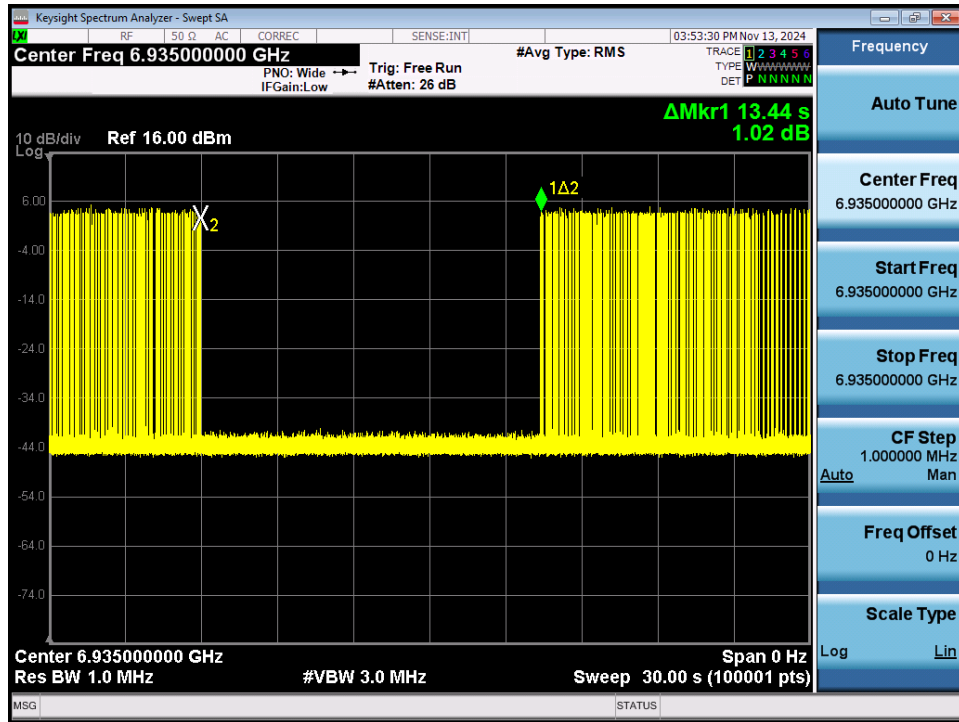 Keysight Spectrum Analyzer - Swept SA
LXI RF 50 Ω AC CORREC SENSE:INT 03:53:30 PM Nov 13, 2024
Center Freq 6.935000000 GHz #Avg Type: RMS TRACE 1 2 3 4 5 6
PNO: Wide Trig: Free Run TYPE WWWWWW
IFGain:Low #Atten: 26 dB DET P N N N N N
ΔMkr1 13.44 s
1.02 dB
10 dB/div Ref 16.00 dBm
Log
6.00
-4.00
-14.0
-24.0
-34.0
-44.0
-54.0
-64.0
-74.0
2
1Δ2
Center 6.935000000 GHz Span 0 Hz
Res BW 1.0 MHz #VBW 3.0 MHz Sweep 30.00 s (100001 pts)
MSG STATUS
Frequency
Auto Tune
Center Freq
6.935000000 GHz
Start Freq
6.935000000 GHz
Stop Freq
6.935000000 GHz
CF Step
1.000000 MHz
Auto Man
Freq Offset
0 Hz
Scale Type
Log Lin